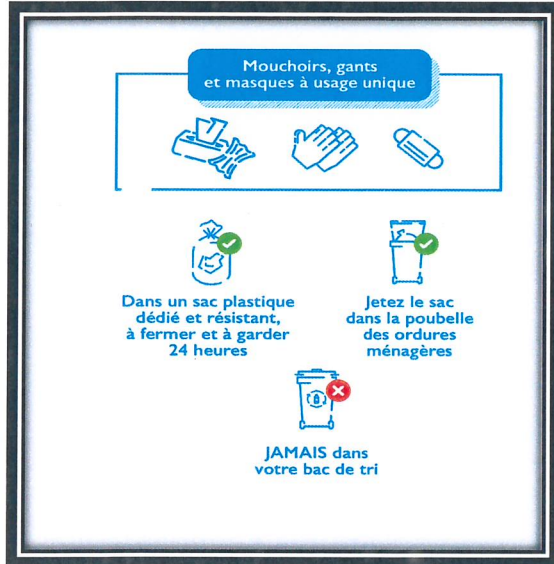 Mouchoirs, gants
et masques à usage unique
Dans un sac plastique
dédié et résistant,
à fermer et à garder
24 heures
Jetez le sac
dans la poubelle
des ordures
ménagères
JAMAIS dans
votre bac de tri